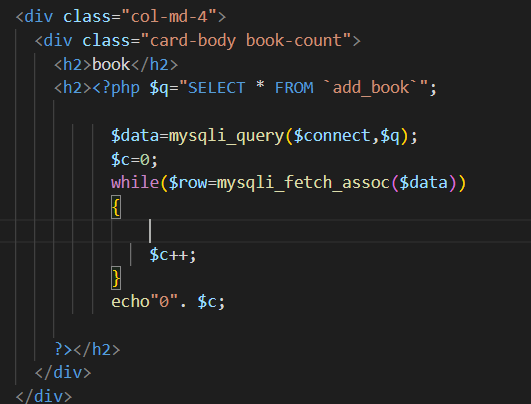 <div class="col-md-4">
<div class="card-body book-count">
<h2>book</h2>
<h2><?php $q="SELECT * FROM `add_book`";
$data=mysqli_query($connect,$q);
$c=0;
while($row=mysqli_fetch_assoc($data))
{
$c++;
}
echo"0". $c;
?></h2>
</div>
</div>